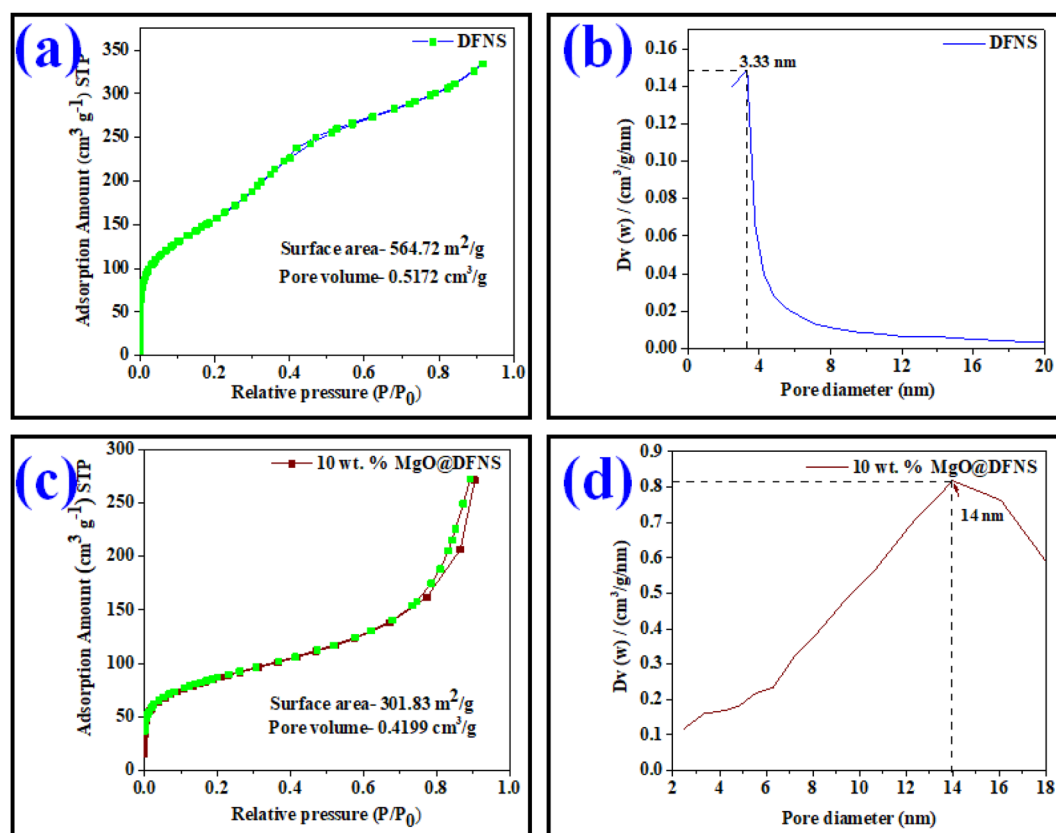 (a)
DFNS
Adsorption Amount (cm³ g⁻¹) STP
350
300
250
200
150
100
50
0
Surface area- 564.72 m²/g
Pore volume- 0.5172 cm³/g
0.0 0.2 0.4 0.6 0.8 1.0
Relative pressure (P/P₀)
(b)
DFNS
3.33 nm
Dv (w) / (cm³/g/nm)
0.16
0.14
0.12
0.10
0.08
0.06
0.04
0.02
0.00
0 4 8 12 16 20
Pore diameter (nm)
(c)
10 wt. % MgO@DFNS
Adsorption Amount (cm³ g⁻¹) STP
300
250
200
150
100
50
0
Surface area- 301.83 m²/g
Pore volume- 0.4199 cm³/g
0.0 0.2 0.4 0.6 0.8 1.0
Relative pressure (P/P₀)
(d)
10 wt. % MgO@DFNS
14 nm
Dv (w) / (cm³/g/nm)
0.9
0.8
0.7
0.6
0.5
0.4
0.3
0.2
0.1
0.0
2 4 6 8 10 12 14 16 18
Pore diameter (nm)